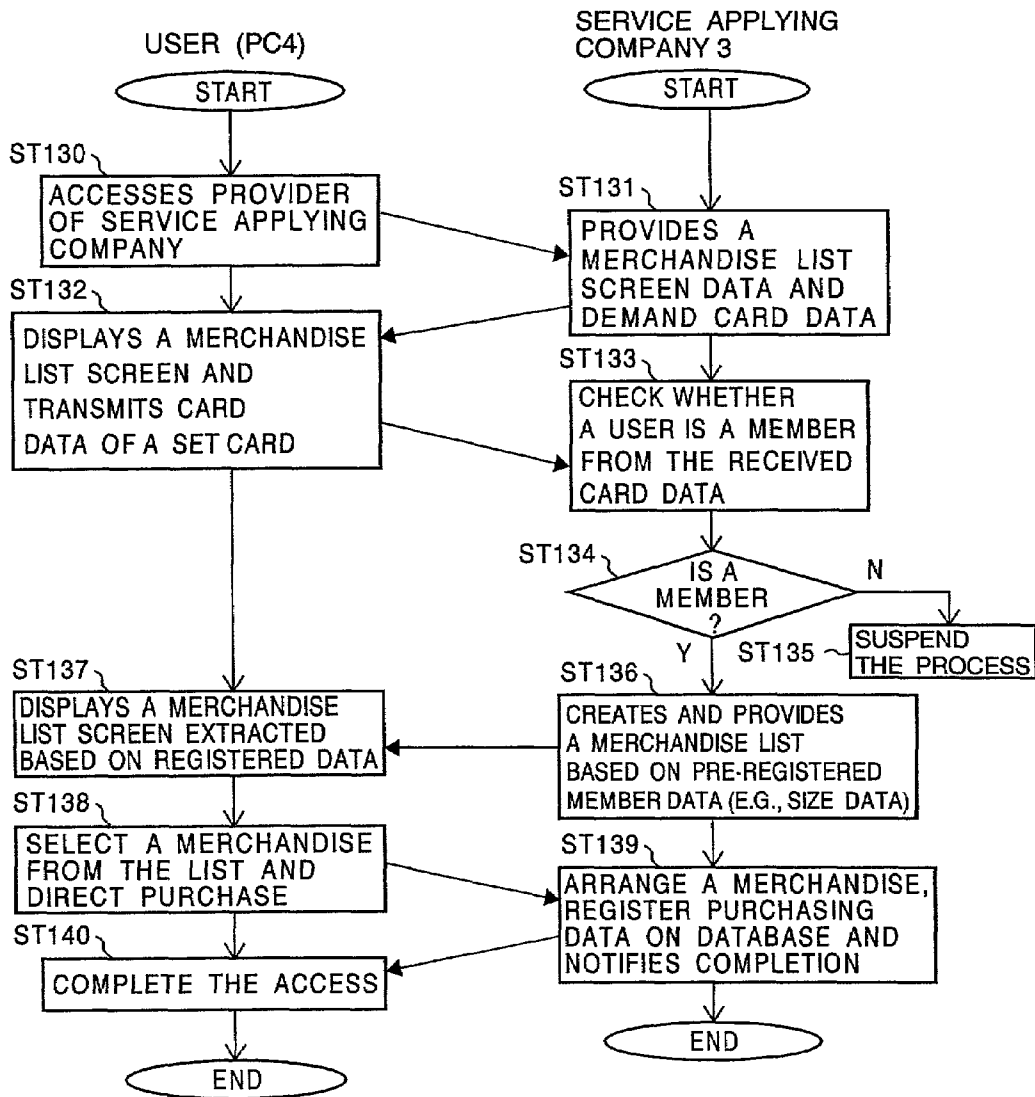 USER (PC4)
SERVICE APPLYING
COMPANY 3
START
START
ST130
ACCESSES PROVIDER
OF SERVICE APPLYING
COMPANY
ST131
PROVIDES A
MERCHANDISE LIST
SCREEN DATA AND
DEMAND CARD DATA
ST132
DISPLAYS A MERCHANDISE
LIST SCREEN AND
TRANSMITS CARD
DATA OF A SET CARD
ST133
CHECK WHETHER
A USER IS A MEMBER
FROM THE RECEIVED
CARD DATA
ST134
IS A
MEMBER
?
N
Y
ST135
SUSPEND
THE PROCESS
ST136
CREATES AND PROVIDES
A MERCHANDISE LIST
BASED ON PRE-REGISTERED
MEMBER DATA (E.G., SIZE DATA)
ST137
DISPLAYS A MERCHANDISE
LIST SCREEN EXTRACTED
BASED ON REGISTERED DATA
ST138
SELECT A MERCHANDISE
FROM THE LIST AND
DIRECT PURCHASE
ST139
ARRANGE A MERCHANDISE,
REGISTER PURCHASING
DATA ON DATABASE AND
NOTIFIES COMPLETION
ST140
COMPLETE THE ACCESS
END
END